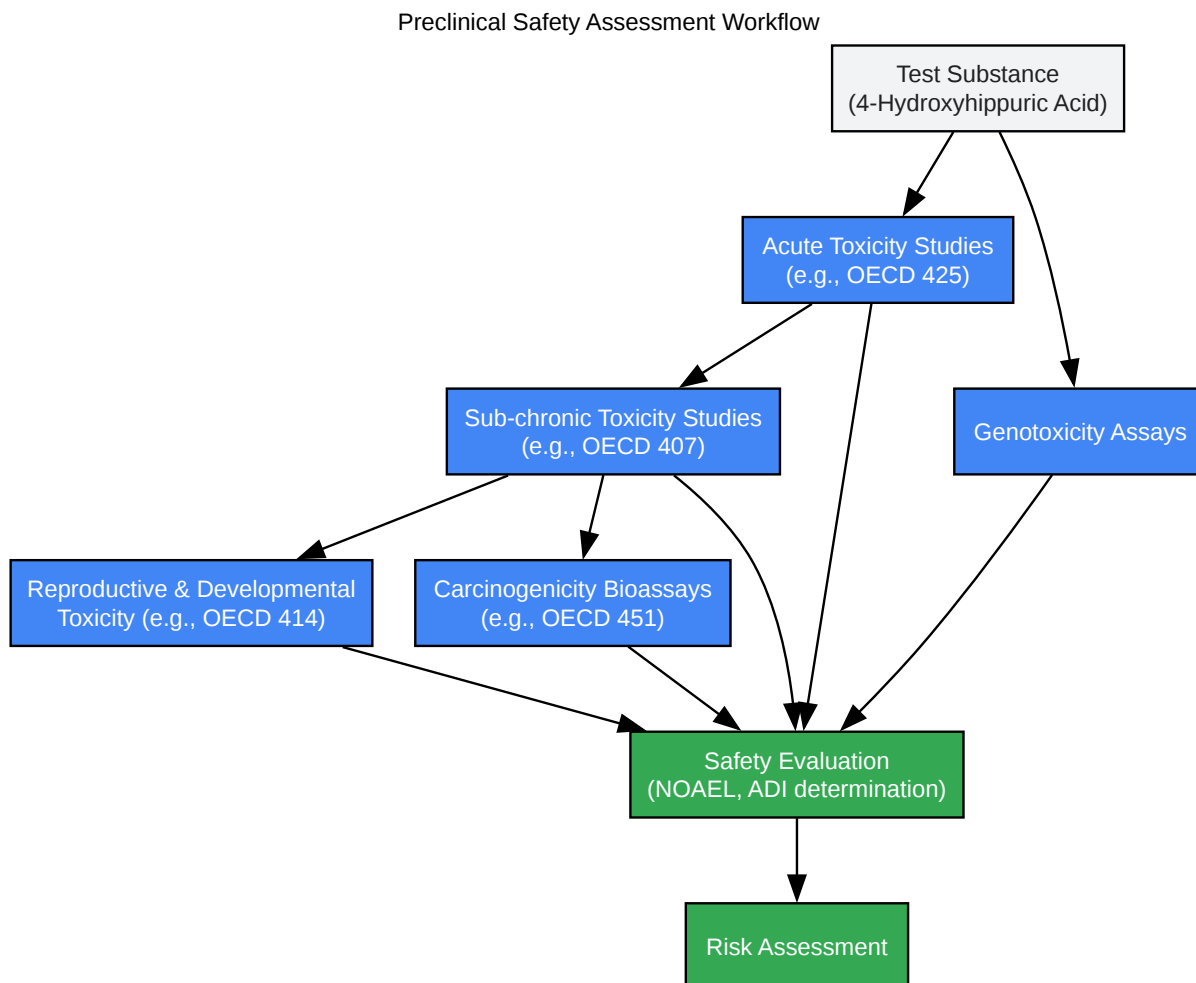 Preclinical Safety Assessment Workflow
Test Substance
(4-Hydroxyhippuric Acid)
Acute Toxicity Studies
(e.g., OECD 425)
Sub-chronic Toxicity Studies
(e.g., OECD 407)
Genotoxicity Assays
Reproductive & Developmental
Toxicity (e.g., OECD 414)
Carcinogenicity Bioassays
(e.g., OECD 451)
Safety Evaluation
(NOAEL, ADI determination)
Risk Assessment